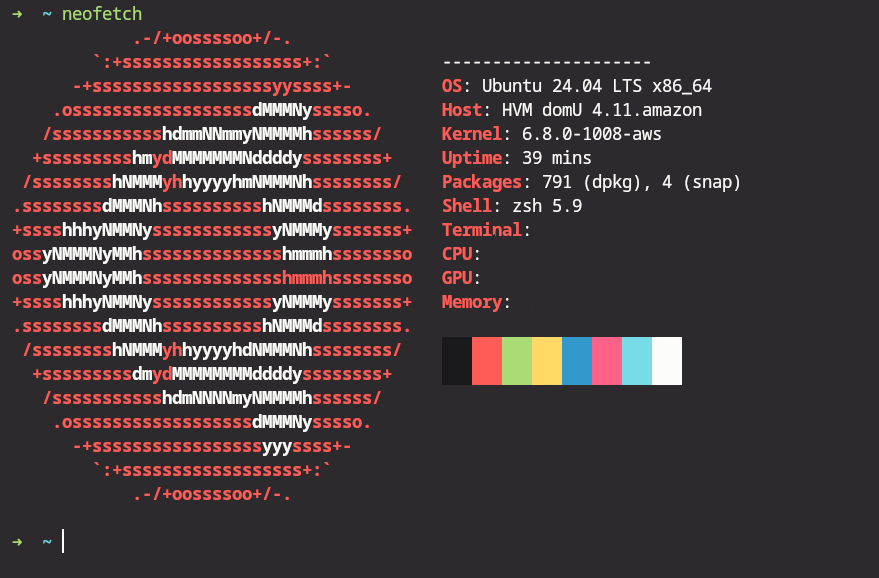 ➜  ~ neofetch
            .-/+oossssoo+/-.
        `:+ssssssssssssssssss+:`           ---------------------
      -+ssssssssssssssssssyyssss+-         OS: Ubuntu 24.04 LTS x86_64
    .ossssssssssssssssssdMMMNysssso.       Host: HVM domU 4.11.amazon
   /ssssssssssshdmmNNmmyNMMMMhssssss/      Kernel: 6.8.0-1008-aws
  +ssssssssshmydMMMMMMMNddddyssssssss+     Uptime: 39 mins
 /sssssssshNMMMyhhyyyyhmNMMMNhssssssss/    Packages: 791 (dpkg), 4 (snap)
.ssssssssdMMMNhsssssssssshNMMMdssssssss.   Shell: zsh 5.9
+sssshhhyNMMNyssssssssssssyNMMMysssssss+   Terminal:
ossyNMMMNyMMhsssssssssssssshmmmhssssssso   CPU:
ossyNMMMNyMMhsssssssssssssshmmmhssssssso   GPU:
+sssshhhyNMMNyssssssssssssyNMMMysssssss+   Memory:
.ssssssssdMMMNhsssssssssshNMMMdssssssss.
 /sssssssshNMMMyhhyyyyhdNMMMNhssssssss/
  +sssssssssdmydMMMMMMMMddddyssssssss+
   /ssssssssssshdmNNNNmyNMMMMhssssss/
    .ossssssssssssssssssdMMMNysssso.
      -+sssssssssssssssssyyyssss+-
        `:+ssssssssssssssssss+:`
            .-/+oossssoo+/-.
➜  ~